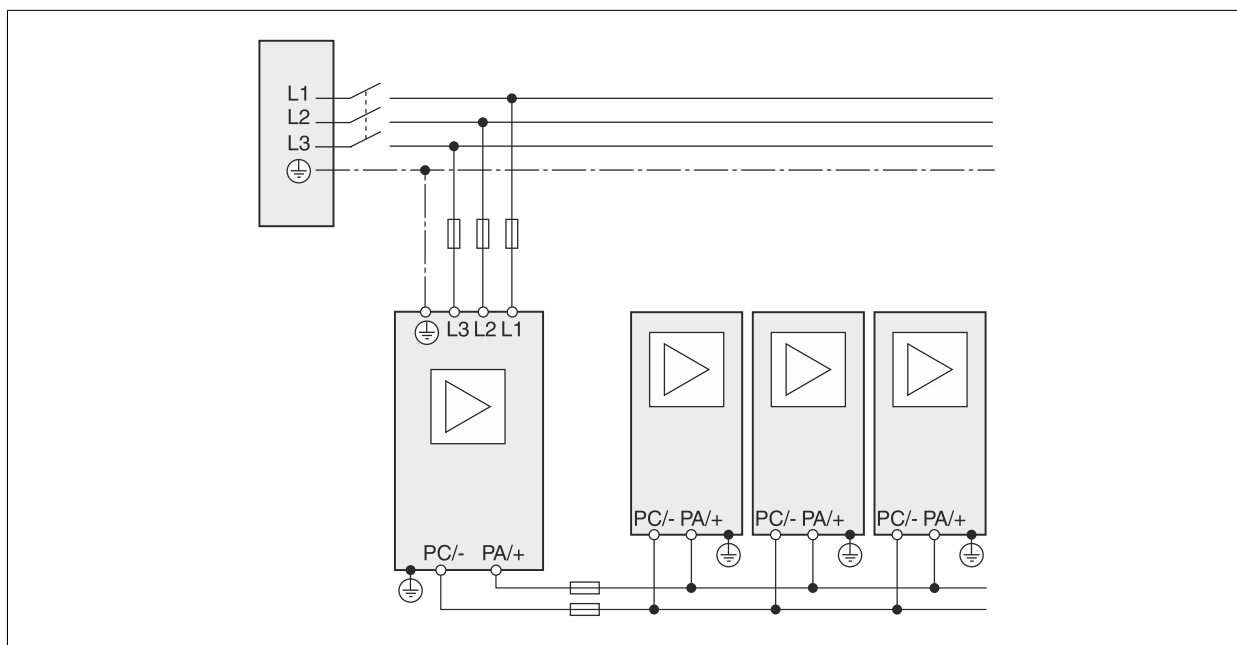 L1
L2
L3
L3 L2 L1
PC/- PA/+
PC/- PA/+
PC/- PA/+
PC/- PA/+